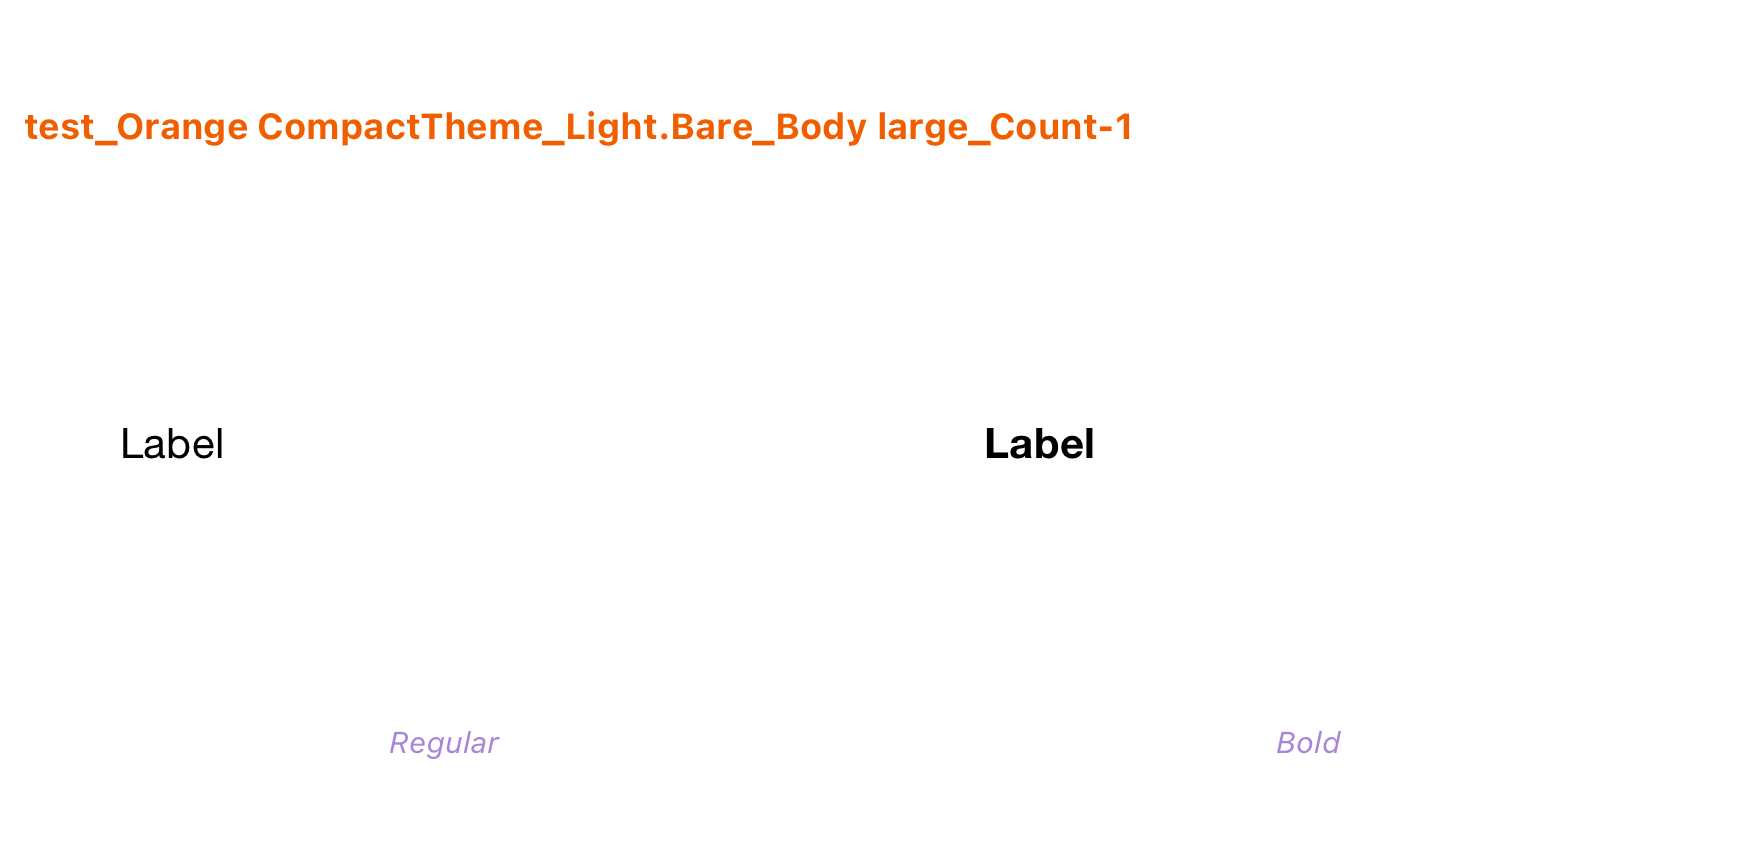 test_Orange CompactTheme_Light.Bare_Body large_Count-1
Label
Label
Regular
Bold